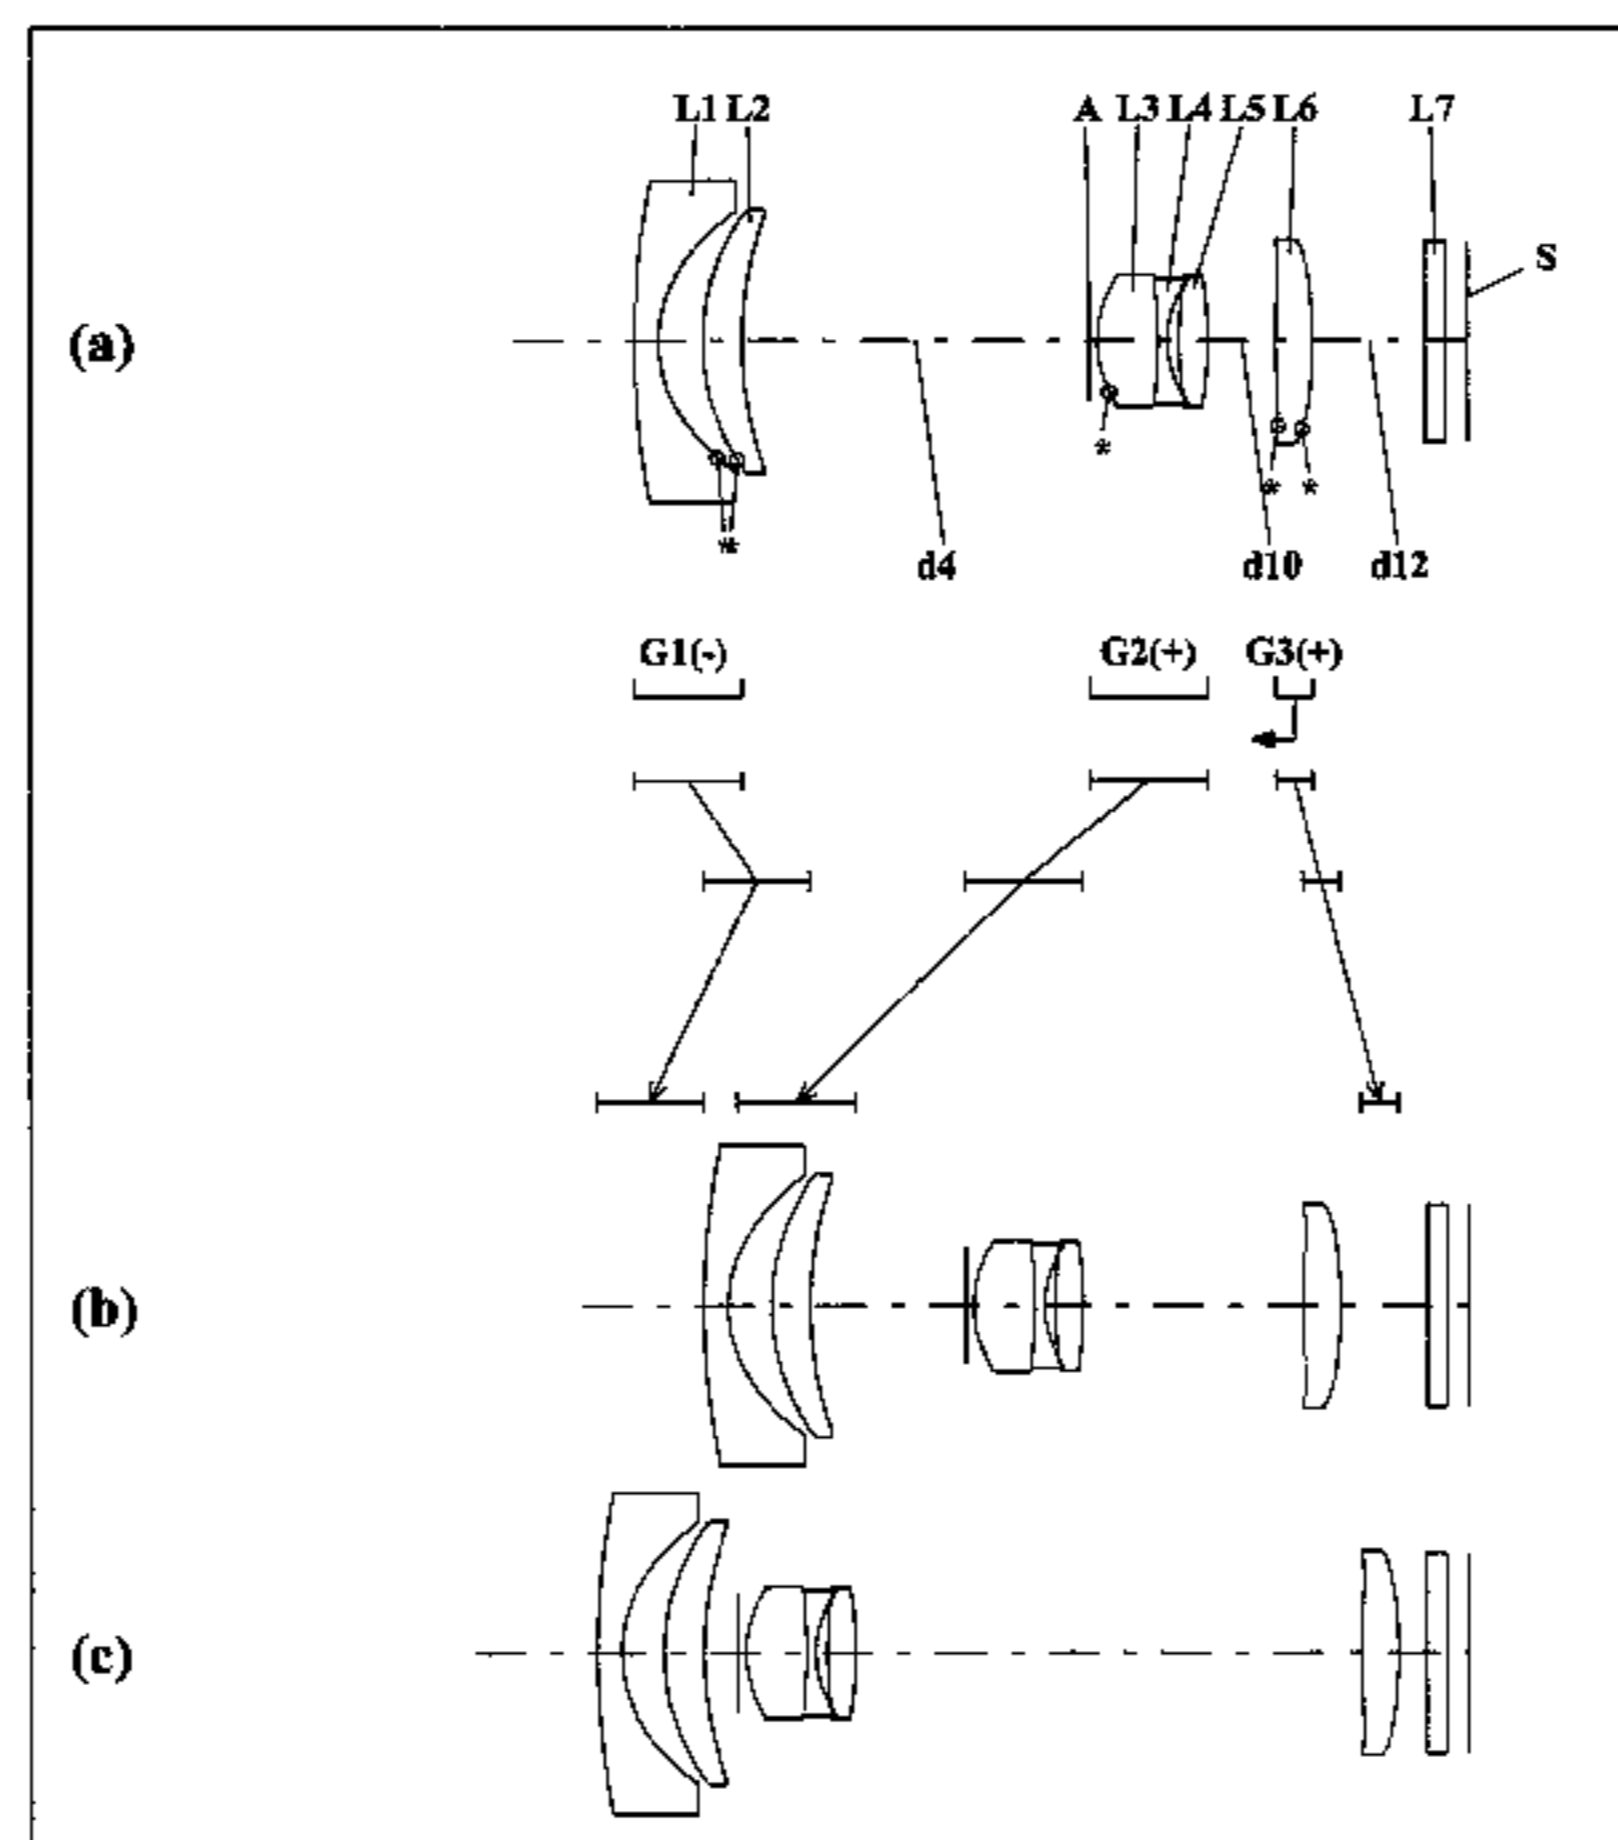 L1 L2 A L3 L4 L5 L6 L7
S
(a)
* * *
*
d4 d10 d12
G1(-) G2(+) G3(+)
(b)
(c)